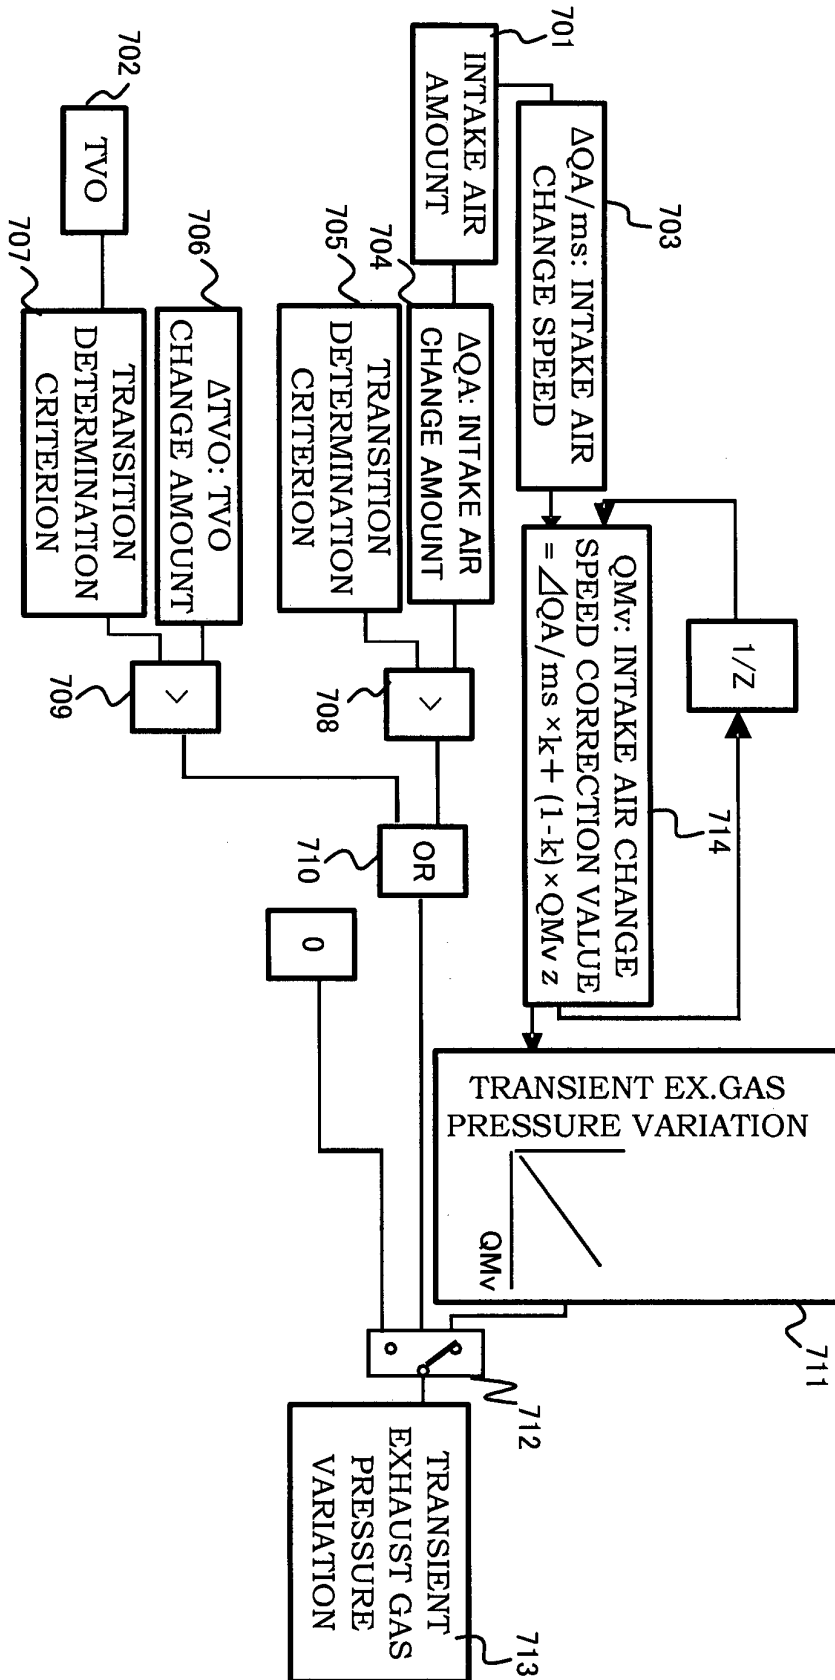 701
INTAKE AIR
AMOUNT
702
TVO
703
ΔQA/ms: INTAKE AIR
CHANGE SPEED
704
ΔQA: INTAKE AIR
CHANGE AMOUNT
705
TRANSITION
DETERMINATION
CRITERION
706
ΔTVO: TVO
CHANGE AMOUNT
707
TRANSITION
DETERMINATION
CRITERION
1/Z
714
QMv: INTAKE AIR CHANGE
SPEED CORRECTION VALUE
= ⊿QA/ms×k+(1-k)×QMv z
>
708
>
709
OR
710
0
TRANSIENT EX.GAS
PRESSURE VARIATION
QMv
711
712
TRANSIENT
EXHAUST GAS
PRESSURE
VARIATION
713